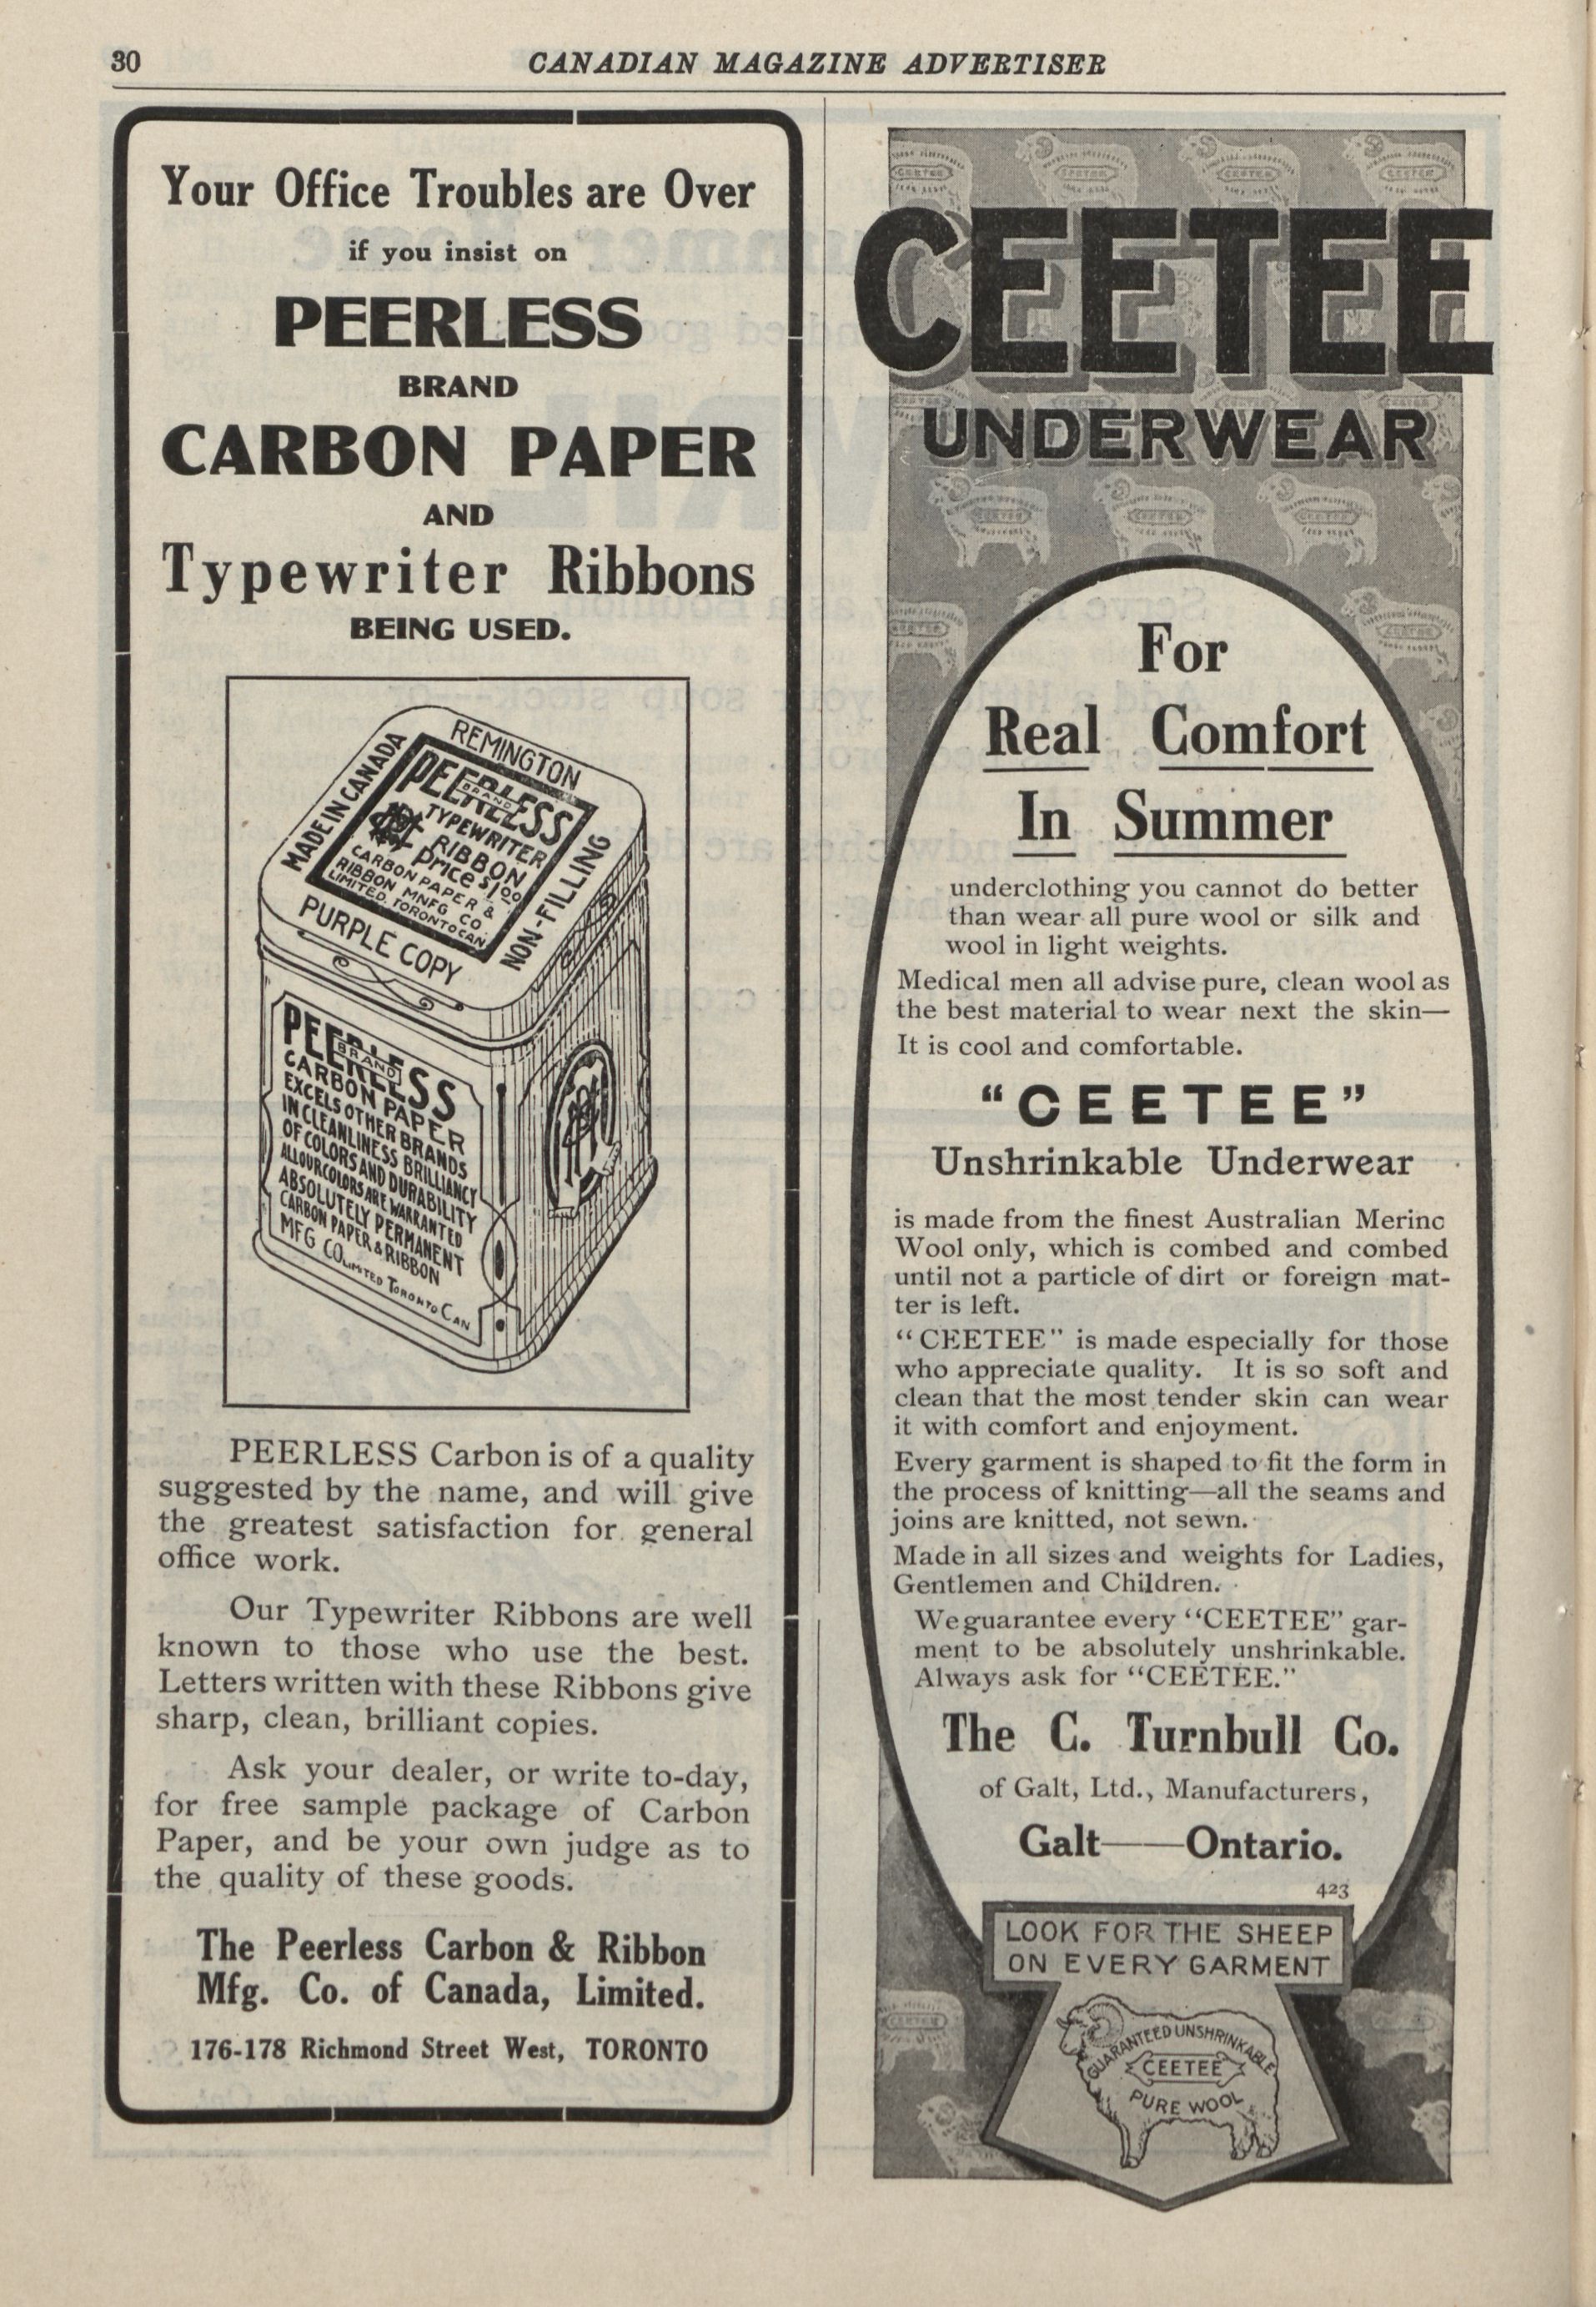 30
CANADIAN MAGAZINE ADVERTISER
Your Office Troubles are Over
if you insist on
PEERLESS
BRAND
CARBON PAPER
AND
Typewriter Ribbons
BEING USED.
REMINGTON
MADE IN CANADA
PEERLESS
BRAND
TYPEWRITER
RIBBON
Price $1.00
CARBON PAPER &
RIBBON MNFG CO.
LIMITED. TORONTO CAN
NON-FILLING
PURPLE COPY
PEERLESS
BRAND
CARBON PAPER
EXCELS OTHER BRANDS
IN CLEANLINESS BRILLIANCY
OF COLORS AND DURABILITY
ALL OUR COLORS ARE WARRANTED
ABSOLUTELY PERMANENT
CARBON PAPER & RIBBON
MFG CO. LIMITED TORONTO CAN
PEERLESS Carbon is of a quality
suggested by the name, and will give
the greatest satisfaction for general
office work.
Our Typewriter Ribbons are well
known to those who use the best.
Letters written with these Ribbons give
sharp, clean, brilliant copies.
Ask your dealer, or write to-day,
for free sample package of Carbon
Paper, and be your own judge as to
the quality of these goods.
The Peerless Carbon & Ribbon
Mfg. Co. of Canada, Limited.
176-178 Richmond Street West, TORONTO
CEETEE
UNDERWEAR
For
Real Comfort
In Summer
underclothing you cannot do better
than wear all pure wool or silk and
wool in light weights.
Medical men all advise pure, clean wool as
the best material to wear next the skin—
It is cool and comfortable.
"CEETEE"
Unshrinkable Underwear
is made from the finest Australian Merino
Wool only, which is combed and combed
until not a particle of dirt or foreign mat-
ter is left.
"CEETEE" is made especially for those
who appreciate quality. It is so soft and
clean that the most tender skin can wear
it with comfort and enjoyment.
Every garment is shaped to fit the form in
the process of knitting—all the seams and
joins are knitted, not sewn.
Made in all sizes and weights for Ladies,
Gentlemen and Children.
We guarantee every "CEETEE" gar-
ment to be absolutely unshrinkable.
Always ask for "CEETEE."
The C. Turnbull Co.
of Galt, Ltd., Manufacturers,
Galt——Ontario.
423
LOOK FOR THE SHEEP
ON EVERY GARMENT
GUARANTEED UNSHRINKABLE
CEETEE
PURE WOOL